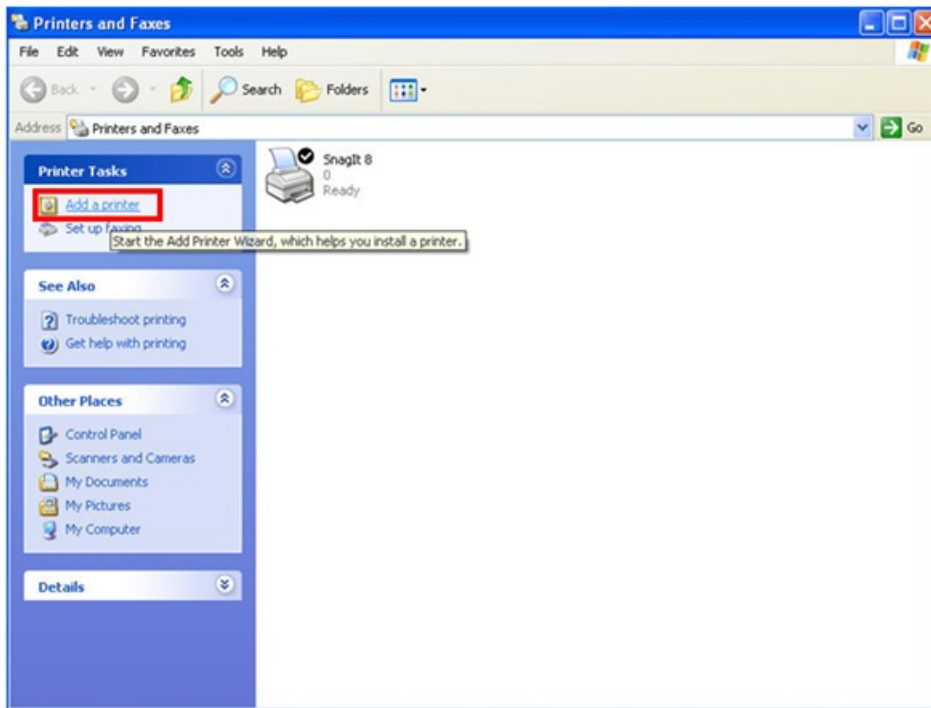 Printers and Faxes
File Edit View Favorites Tools Help
Back Search Folders
Address Printers and Faxes Go
Printer Tasks
Add a printer
Set up faxing
Start the Add Printer Wizard, which helps you install a printer.
See Also
Troubleshoot printing
Get help with printing
Other Places
Control Panel
Scanners and Cameras
My Documents
My Pictures
My Computer
Details
SnagIt 8
0
Ready